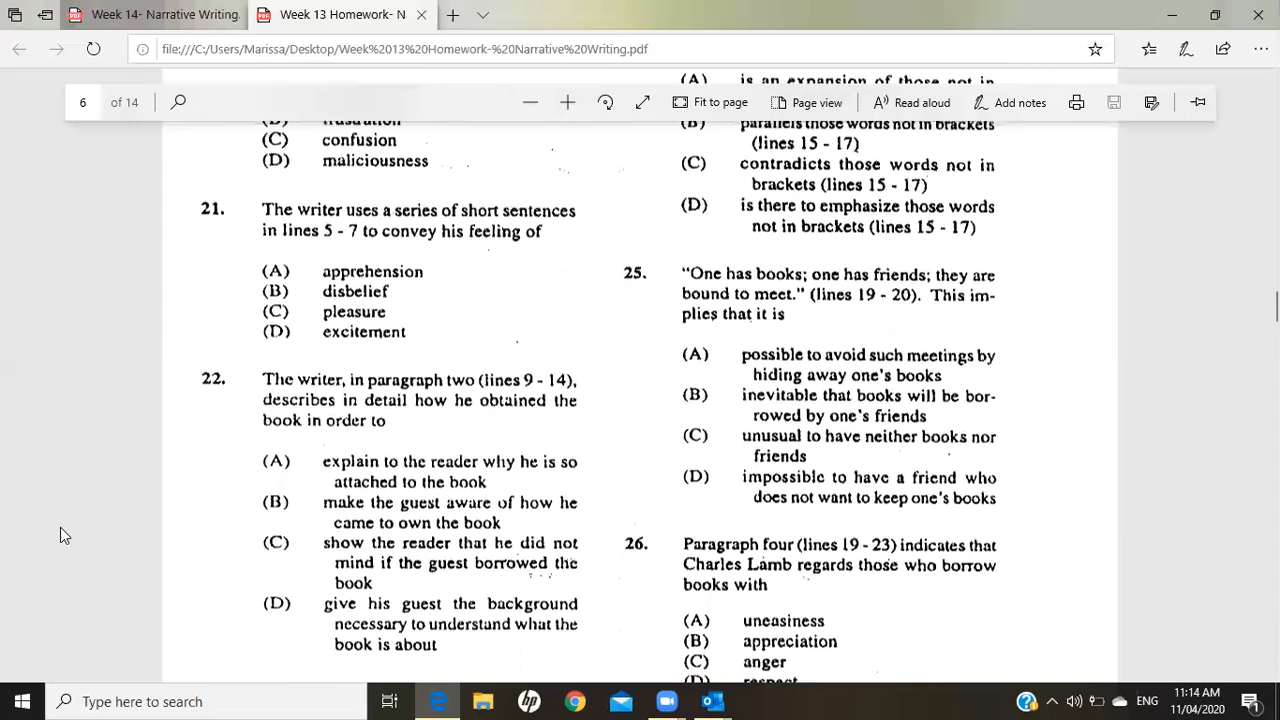 Week 14- Narrative Writing.
Week 13 Homework- N
file:///C:/Users/Marissa/Desktop/Week%2013%20Homework-%20Narrative%20Writing.pdf
6 of 14
Fit to page
Page view
Read aloud
Add notes
(C) confusion
(D) maliciousness
21. The writer uses a series of short sentences
in lines 5 - 7 to convey his feeling of
(A) apprehension
(B) disbelief
(C) pleasure
(D) excitement
22. The writer, in paragraph two (lines 9 - 14),
describes in detail how he obtained the
book in order to
(A) explain to the reader why he is so
attached to the book
(B) make the guest aware of how he
came to own the book
(C) show the reader that he did not
mind if the guest borrowed the
book
(D) give his guest the background
necessary to understand what the
book is about
(A) is an expansion of those not in
(B) parallels those words not in brackets
(lines 15 - 17)
(C) contradicts those words not in
brackets (lines 15 - 17)
(D) is there to emphasize those words
not in brackets (lines 15 - 17)
25. "One has books; one has friends; they are
bound to meet." (lines 19 - 20). This im-
plies that it is
(A) possible to avoid such meetings by
hiding away one's books
(B) inevitable that books will be bor-
rowed by one's friends
(C) unusual to have neither books nor
friends
(D) impossible to have a friend who
does not want to keep one's books
26. Paragraph four (lines 19 - 23) indicates that
Charles Lamb regards those who borrow
books with
(A) uneasiness
(B) appreciation
(C) anger
(D) respect
Type here to search
ENG
11:14 AM
11/04/2020